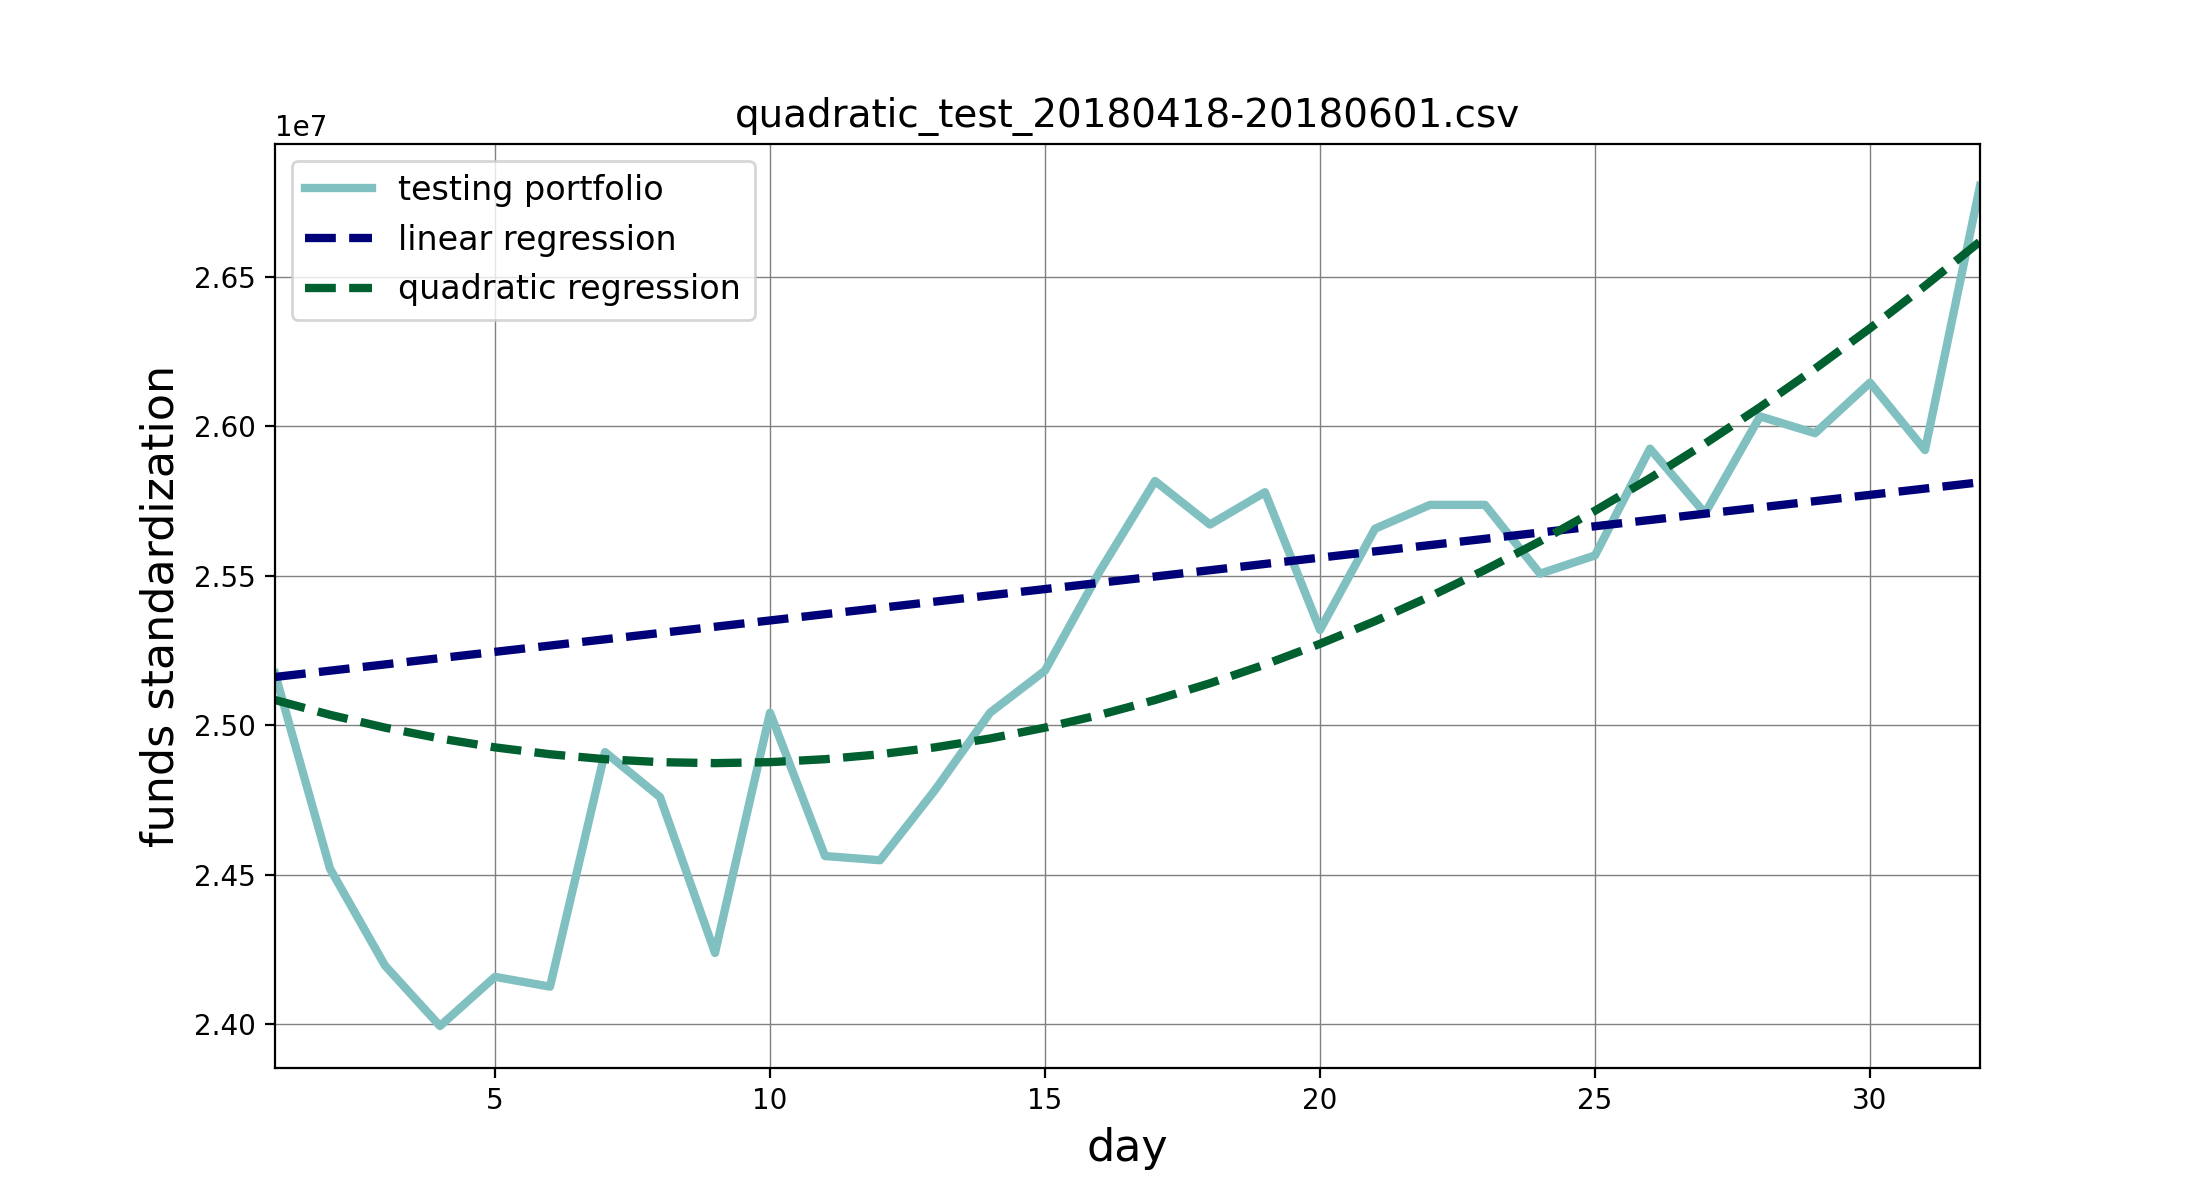 quadratic_test_20180418-20180601.csv
1e7
testing portfolio
linear regression
quadratic regression
funds standardization
2.65
2.60
2.55
2.50
2.45
2.40
5 10 15 20 25 30
day